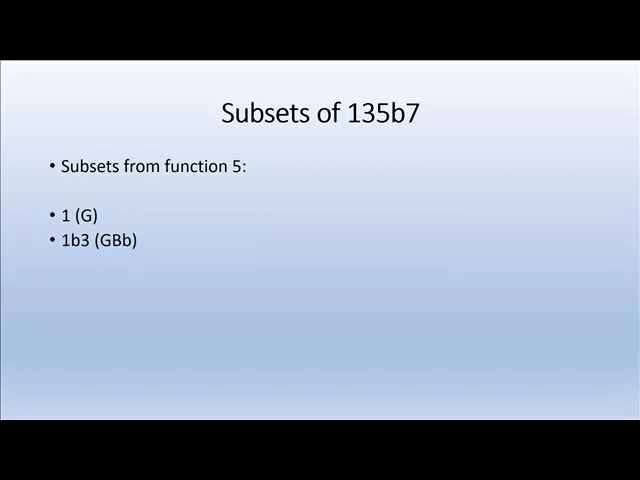 Subsets of 135b7
• Subsets from function 5:
• 1 (G)
• 1b3 (GBb)